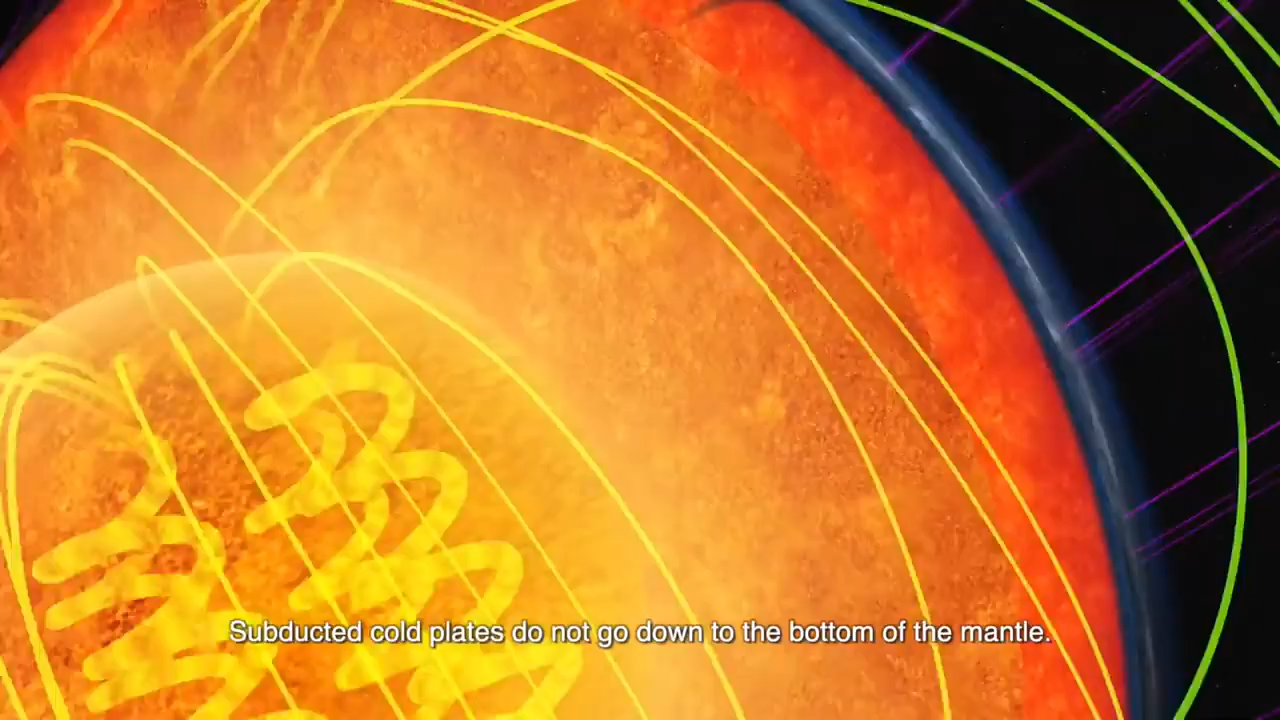 Subducted cold plates do not go down to the bottom of the mantle.